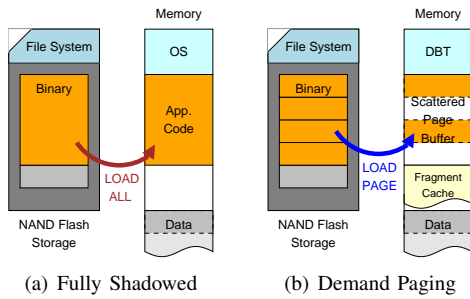 Memory
File System
OS
Binary
App.
Code
LOAD
ALL
NAND Flash
Storage
Data
(a) Fully Shadowed
Memory
File System
DBT
Binary
Scattered
Page
Buffer
LOAD
PAGE
Fragment
Cache
NAND Flash
Storage
Data
(b) Demand Paging